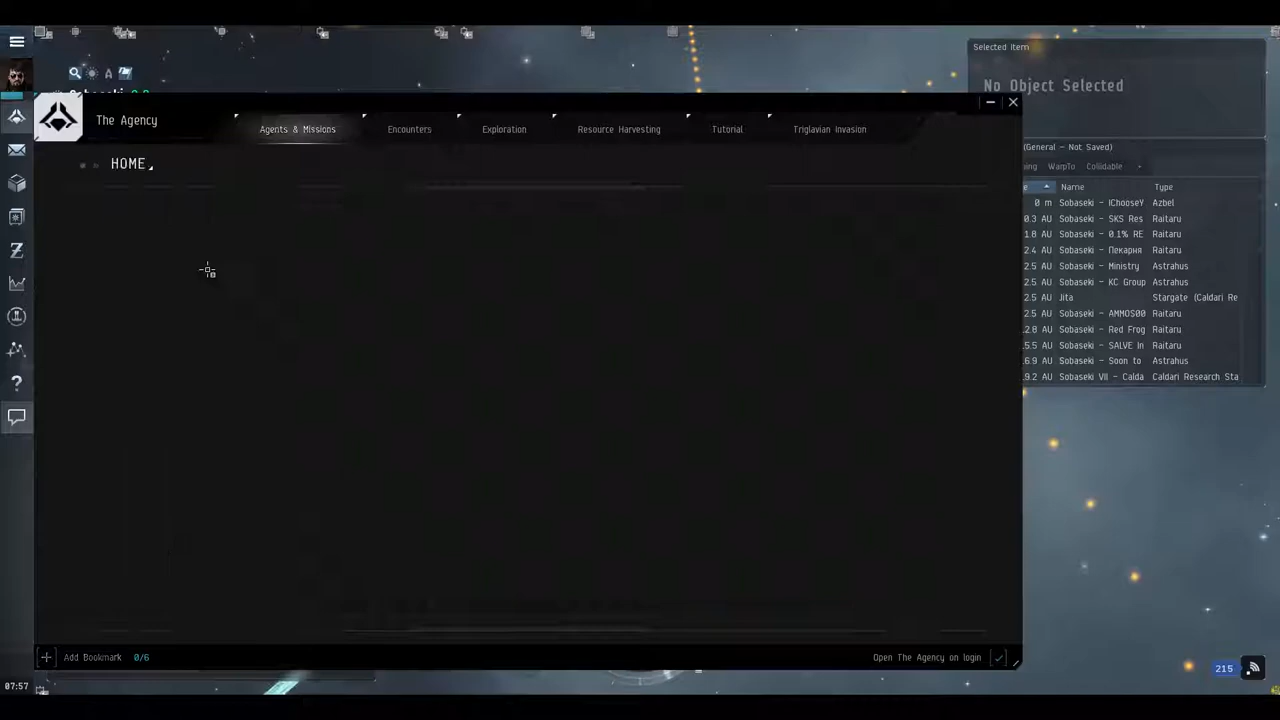 Selected Item
No Object Selected
The Agency
Agents & Missions
Encounters
Exploration
Resource Harvesting
Tutorial
Triglavian Invasion
HOME
(General - Not Saved)
WarpTo
Collidable
Name
Type
0 m Sobaseki - IChooseY Azbel
0.3 AU Sobaseki - SKS Res Raitaru
1.8 AU Sobaseki - 0.1% RE Raitaru
2.4 AU Sobaseki - Пекарня Raitaru
2.5 AU Sobaseki - Ministry Astrahus
2.5 AU Sobaseki - KC Group Astrahus
2.5 AU Jita Stargate (Caldari Re
2.5 AU Sobaseki - AMMOS00 Raitaru
2.8 AU Sobaseki - Red Frog Raitaru
5.5 AU Sobaseki - SALVE In Raitaru
6.9 AU Sobaseki - Soon to Astrahus
9.2 AU Sobaseki VII - Calda Caldari Research Sta
Add Bookmark 0/6
Open The Agency on login
215
07:57